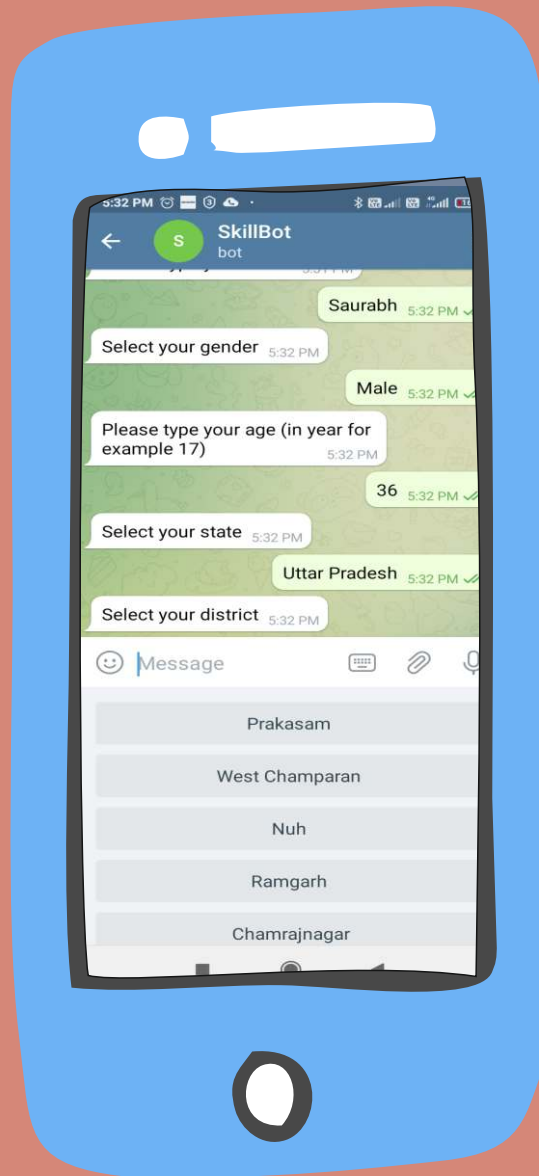 5:32 PM
SkillBot
S
bot
Saurabh 5:32 PM
Select your gender 5:32 PM
Male 5:32 PM
Please type your age (in year for
example 17) 5:32 PM
36 5:32 PM
Select your state 5:32 PM
Uttar Pradesh 5:32 PM
Select your district 5:32 PM
Message
Prakasam
West Champaran
Nuh
Ramgarh
Chamrajnagar